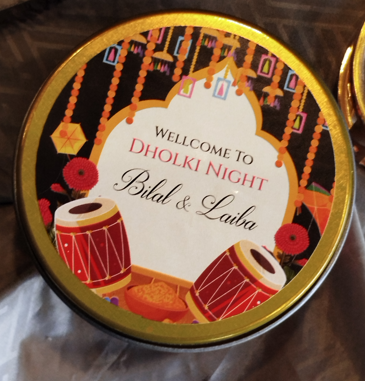 WELLCOME TO
DHOLKI NIGHT
Bilal & Laiba